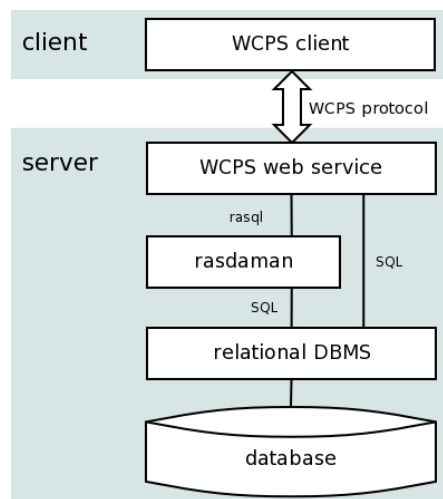 client
WCPS client
WCPS protocol
server
WCPS web service
rasql
rasdaman
SQL
SQL
relational DBMS
database